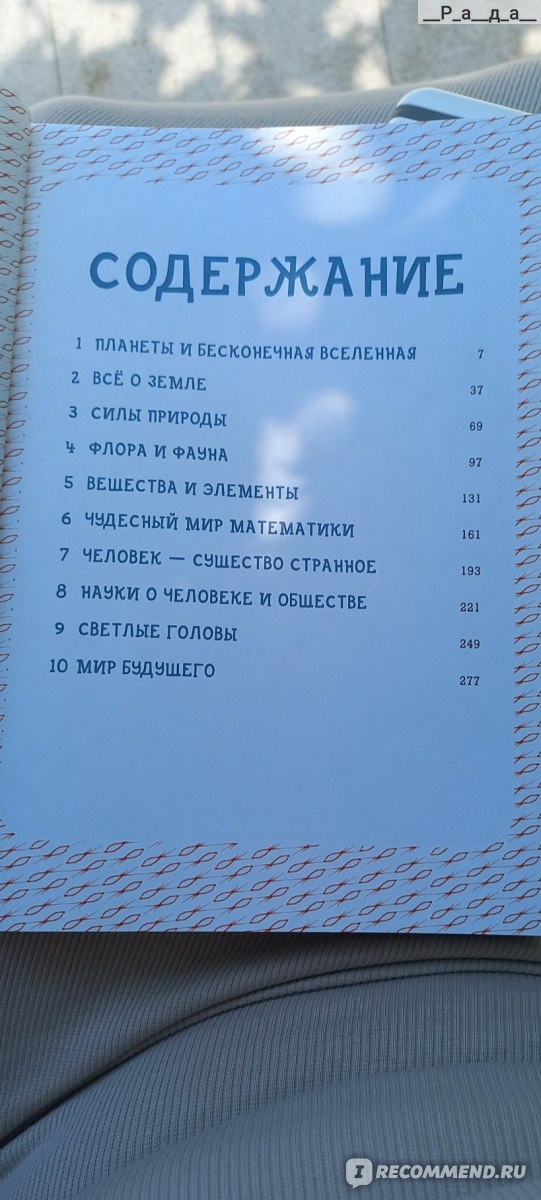 __Р_а__д_а__
СОДЕРЖАНИЕ
1 ПЛАНЕТЫ И БЕСКОНЕЧНАЯ ВСЕЛЕННАЯ 7
2 ВСЁ О ЗЕМЛЕ 37
3 СИЛЫ ПРИРОДЫ 69
4 ФЛОРА И ФАУНА 97
5 ВЕЩЕСТВА И ЭЛЕМЕНТЫ 131
6 ЧУДЕСНЫЙ МИР МАТЕМАТИКИ 161
7 ЧЕЛОВЕК — СУЩЕСТВО СТРАННОЕ 193
8 НАУКИ О ЧЕЛОВЕКЕ И ОБЩЕСТВЕ 221
9 СВЕТЛЫЕ ГОЛОВЫ 249
10 МИР БУДУЩЕГО 277
IRECOMMEND.RU